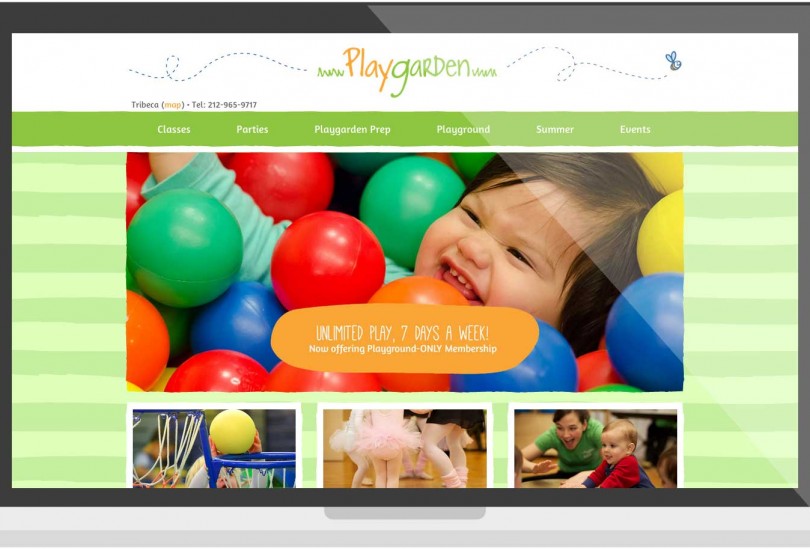 Playgarden
Tribeca (map) • Tel: 212-965-9717
Classes Parties Playgarden Prep Playground Summer Events
UNLIMITED PLAY, 7 DAYS A WEEK!
Now offering Playground-ONLY Membership